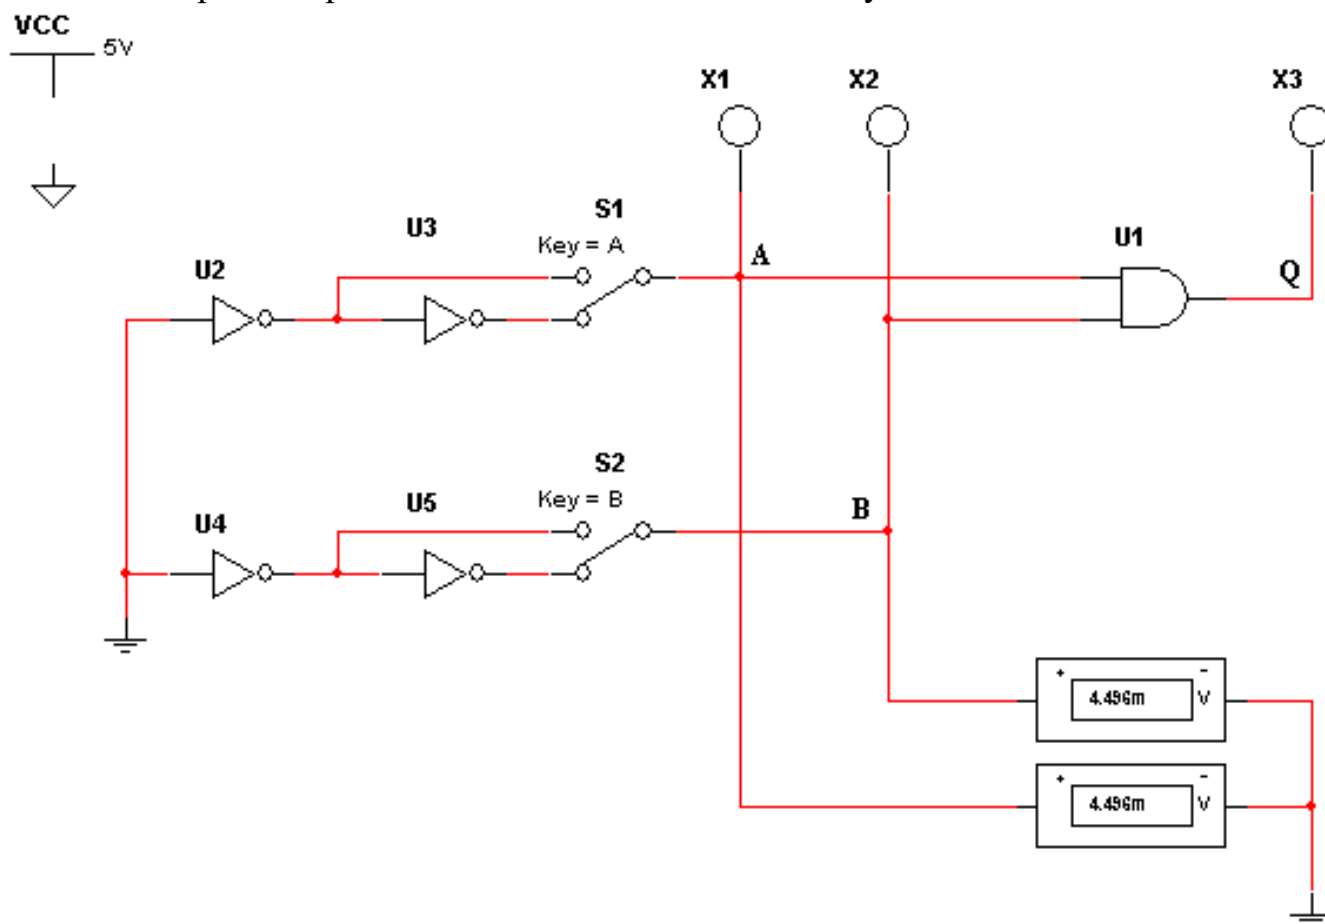 VCC
5V
X1
X2
X3
U3
S1
Key = A
U2
A
U1
Q
S2
Key = B
U5
U4
B
+
-
4.496m
V
+
-
4.496m
V